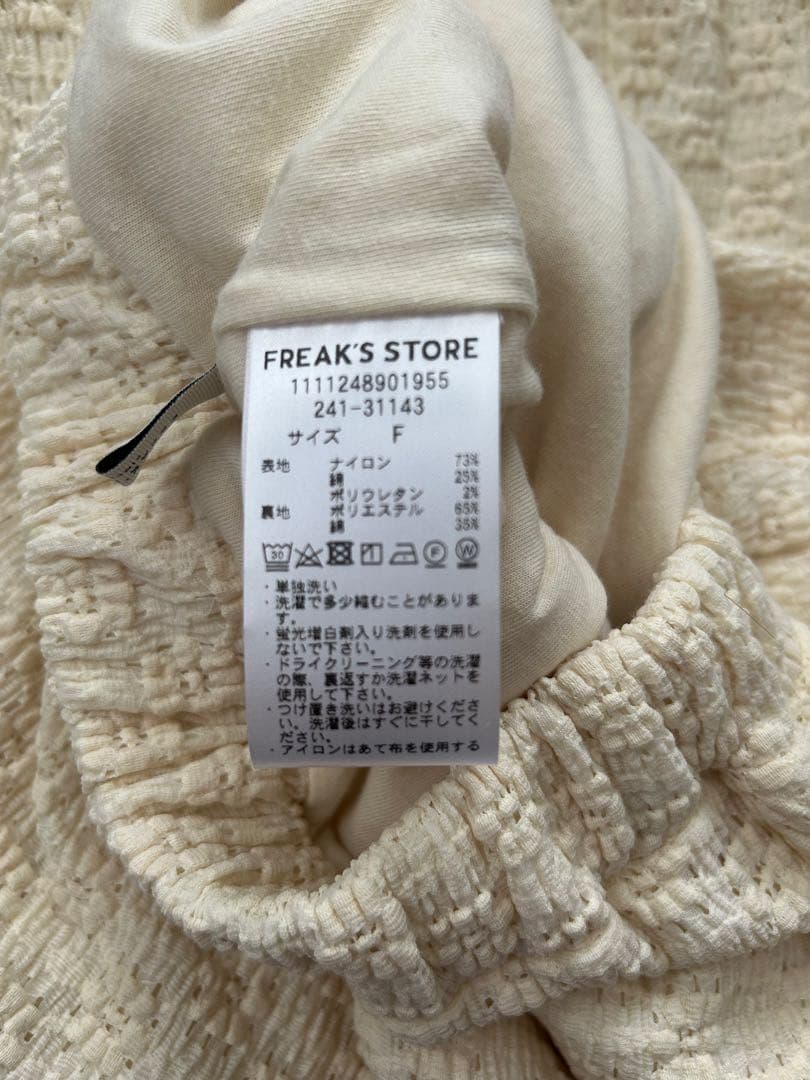 FREAK'S STORE
1111248901955
241-31143
サイズ F
表地 ナイロン 73%
綿 25%
ポリウレタン 2%
裏地 ポリエステル 65%
綿 35%
30 F W
・単独洗い
・洗濯で多少縮むことがありま
す。
・蛍光増白剤入り洗剤を使用し
ないで下さい。
・ドライクリーニング等の洗濯
の際、裏返すか洗濯ネットを
使用して下さい。
・つけ置き洗いはお避けくださ
い。洗濯後はすぐに干してく
ださい。
・アイロンはあて布を使用する